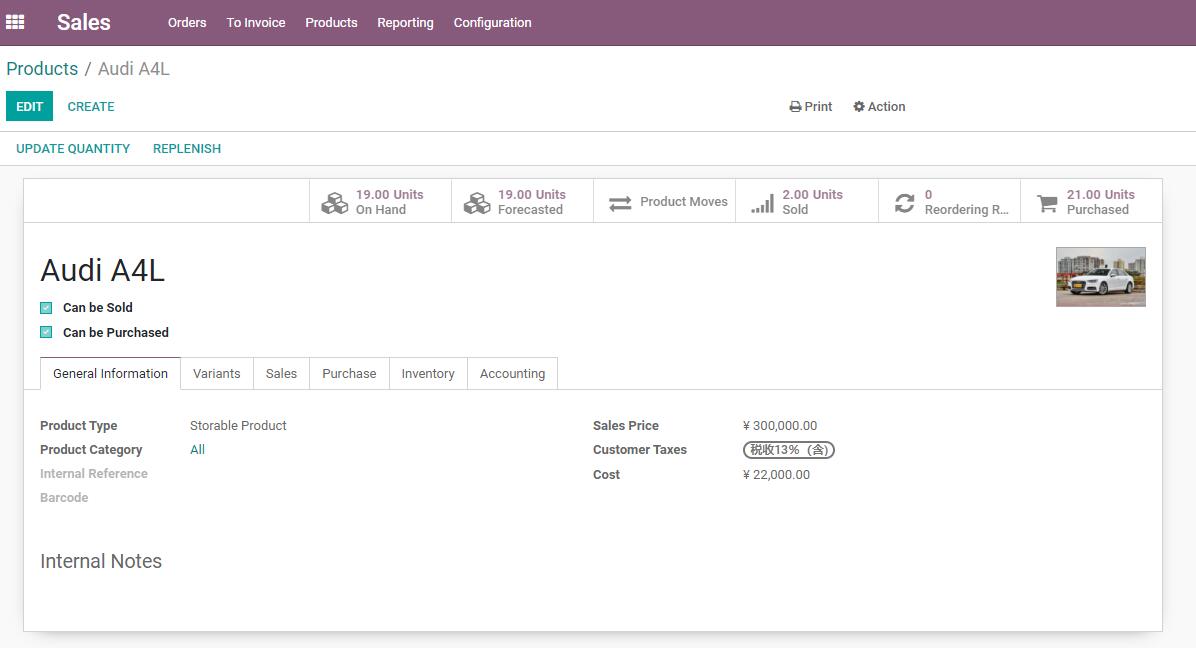 Sales Orders To Invoice Products Reporting Configuration
Products / Audi A4L
EDIT CREATE Print Action
UPDATE QUANTITY REPLENISH
19.00 Units On Hand
19.00 Units Forecasted
Product Moves
2.00 Units Sold
0 Reordering R...
21.00 Units Purchased
Audi A4L
Can be Sold
Can be Purchased
General Information Variants Sales Purchase Inventory Accounting
Product Type Storable Product
Product Category All
Internal Reference
Barcode
Sales Price ¥ 300,000.00
Customer Taxes 税收13%（含）
Cost ¥ 22,000.00
Internal Notes